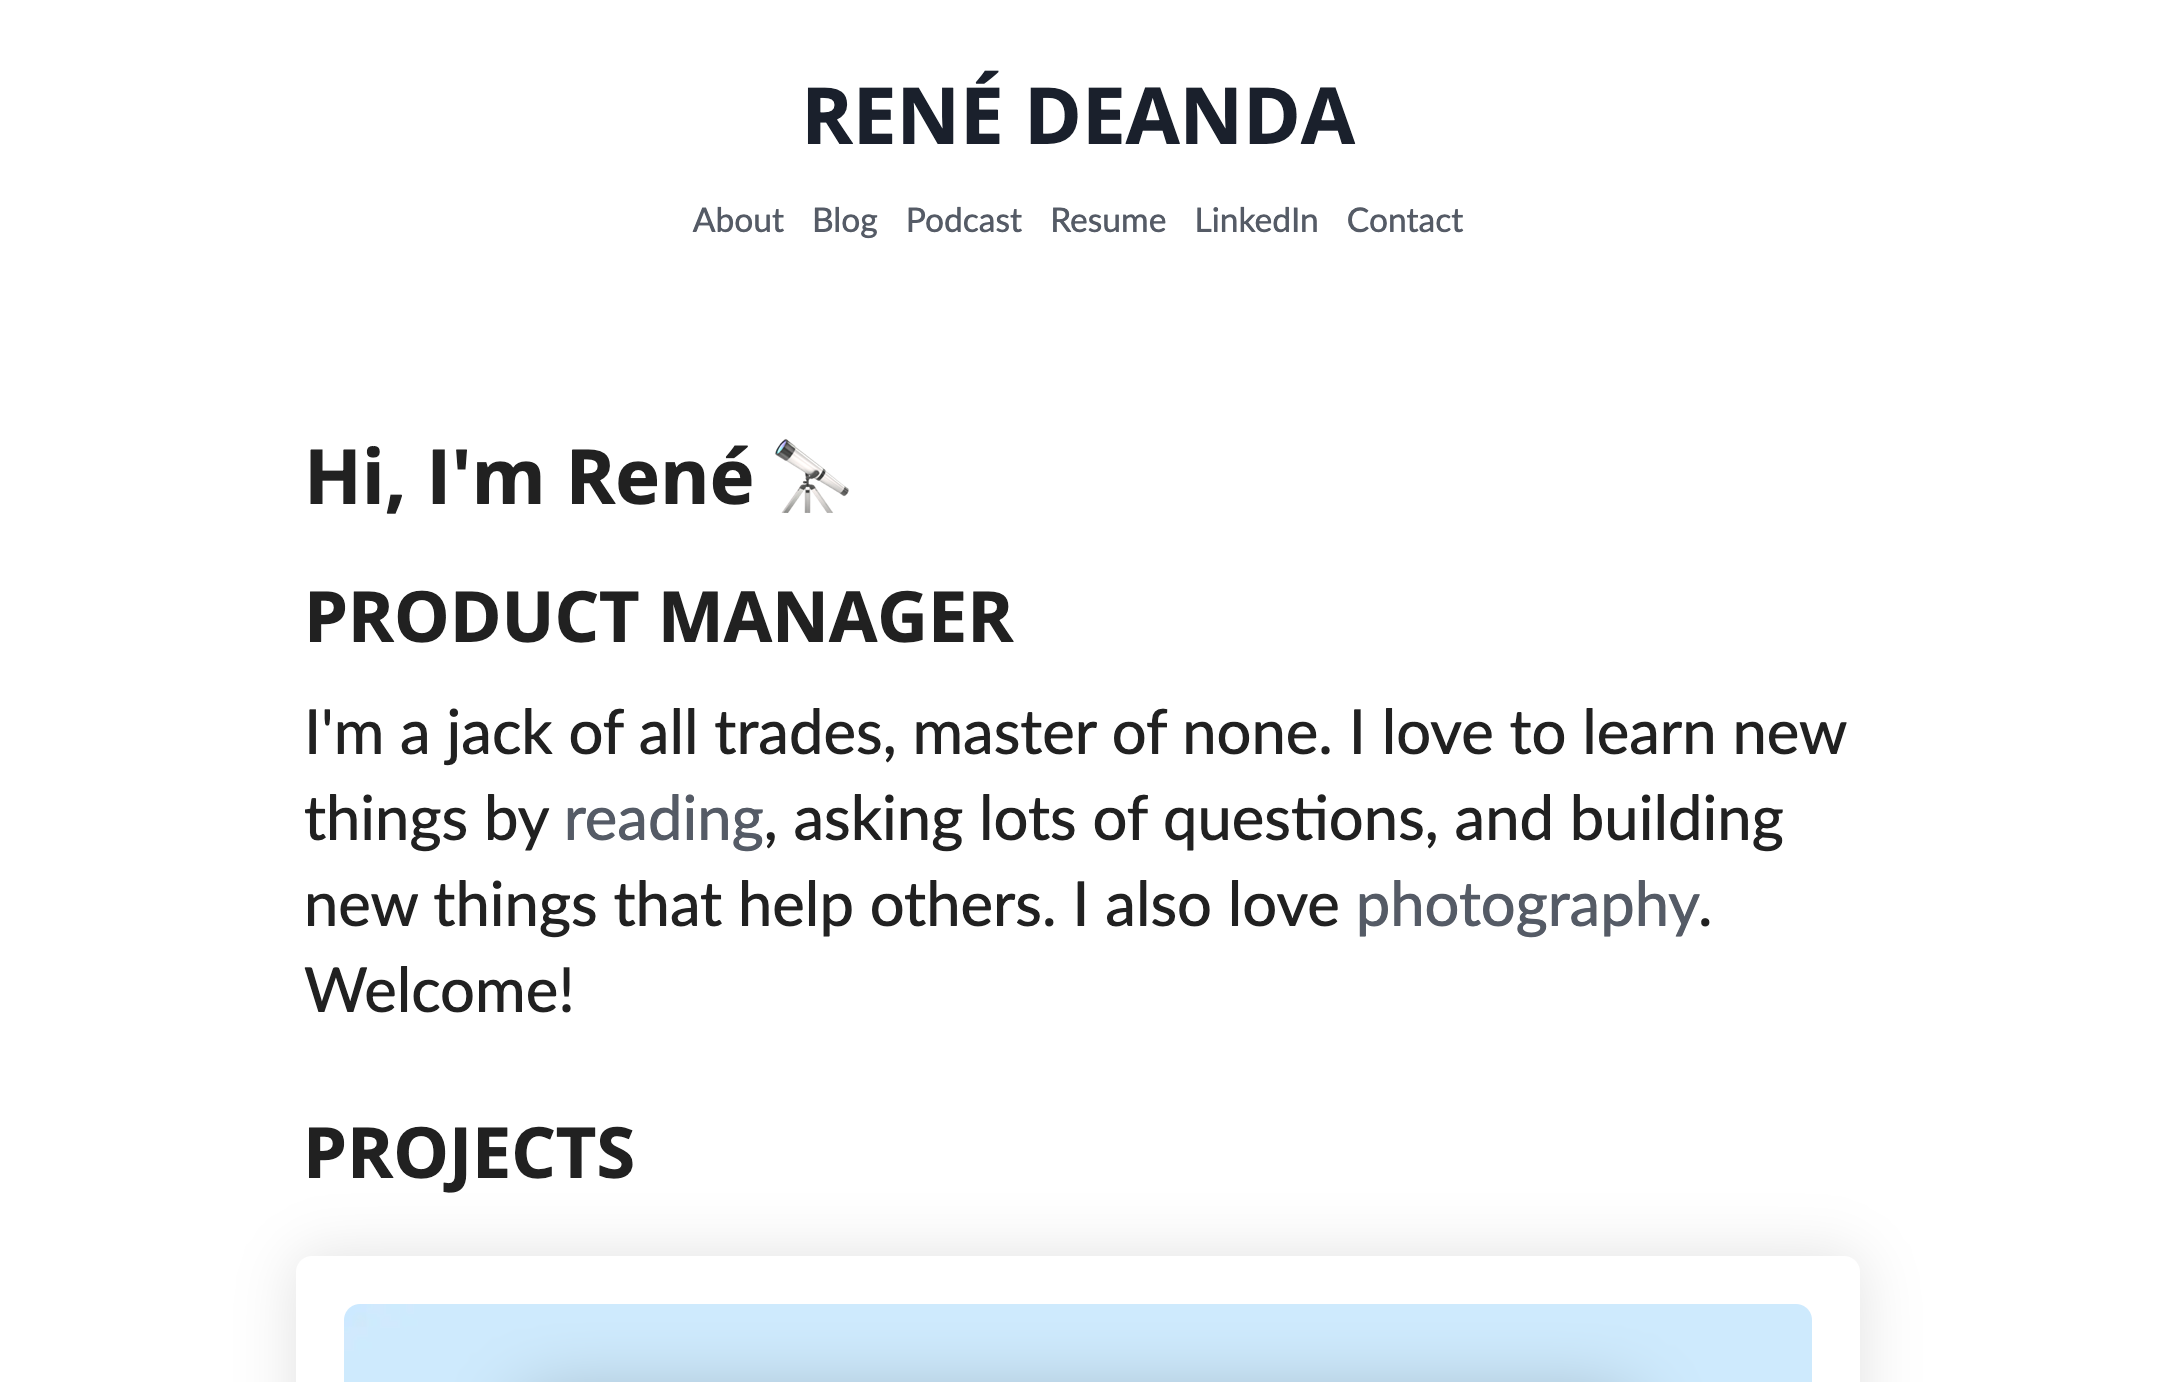 RENÉ DEANDA
About Blog Podcast Resume LinkedIn Contact
Hi, I'm René 🔭
PRODUCT MANAGER
I'm a jack of all trades, master of none. I love to learn new
things by reading, asking lots of questions, and building
new things that help others. I also love photography.
Welcome!
PROJECTS